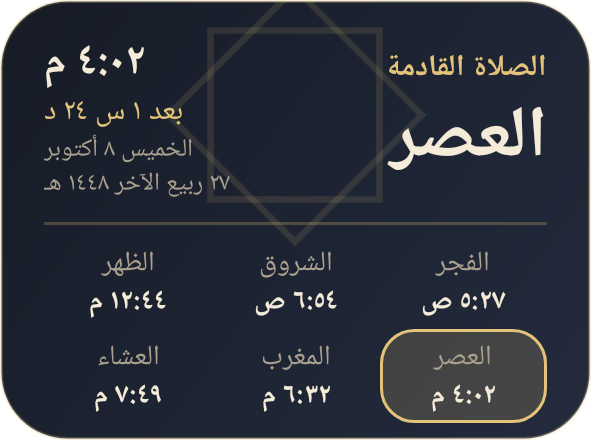 الصلاة القادمة
العصر
٤:٠٢ م
بعد ١ س ٢٤ د
الخميس ٨ أكتوبر
٢٧ ربيع الآخر ١٤٤٨ هـ
الفجر
٥:٢٧ ص
الشروق
٦:٥٤ ص
الظهر
١٢:٤٤ م
العصر
٤:٠٢ م
المغرب
٦:٣٢ م
العشاء
٧:٤٩ م